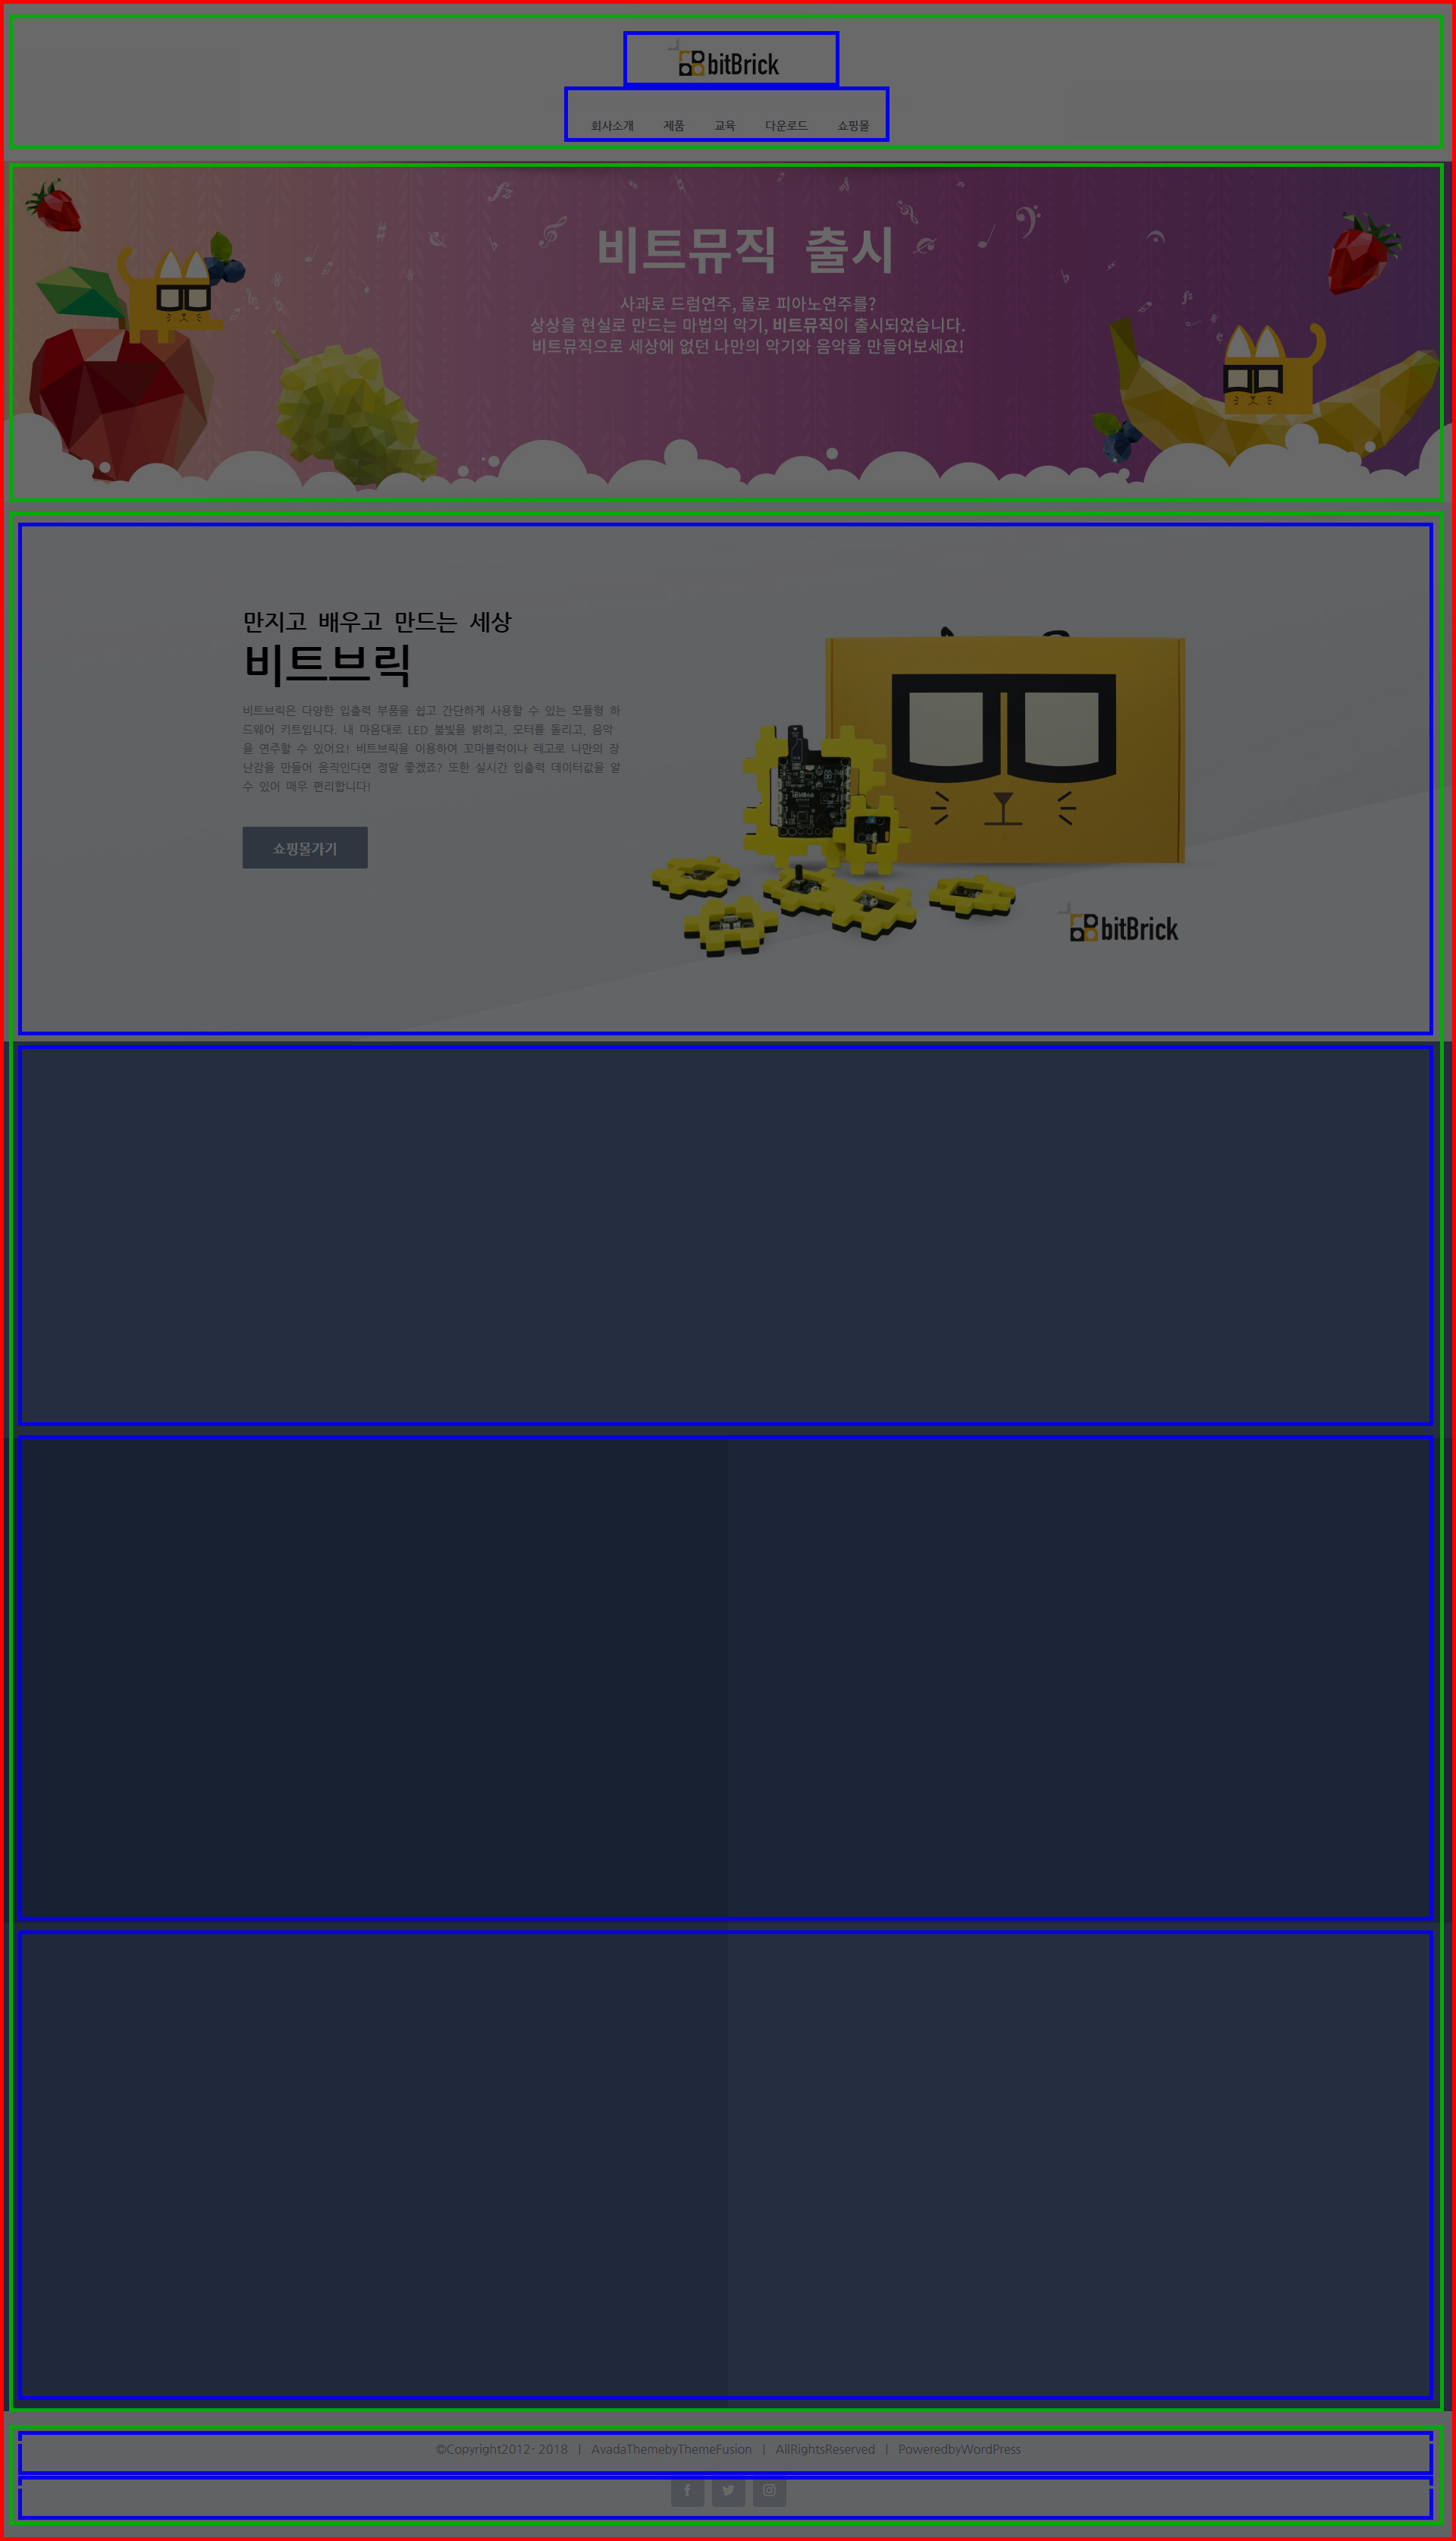 bitBrick
회사소개 제품 교육 다운로드 쇼핑몰
비트뮤직 출시
사과로 드럼연주, 물로 피아노연주를?
상상을 현실로 만드는 마법의 악기, 비트뮤직이 출시되었습니다.
비트뮤직으로 세상에 없던 나만의 악기와 음악을 만들어보세요!
만지고 배우고 만드는 세상
비트브릭
비트브릭은 다양한 입출력 부품을 쉽고 간단하게 사용할 수 있는 모듈형 하
드웨어 키트입니다. 내 마음대로 LED 불빛을 밝히고, 모터를 돌리고, 음악
을 연주할 수 있어요! 비트브릭을 이용하여 꼬마블럭이나 레고로 나만의 장
난감을 만들어 움직인다면 정말 좋겠죠? 또한 실시간 입출력 데이터값을 알
수 있어 매우 편리합니다!
쇼핑몰가기
bitBrick
©Copyright2012- 2018 | AvadaThemebyThemeFusion | AllRightsReserved | PoweredbyWordPress